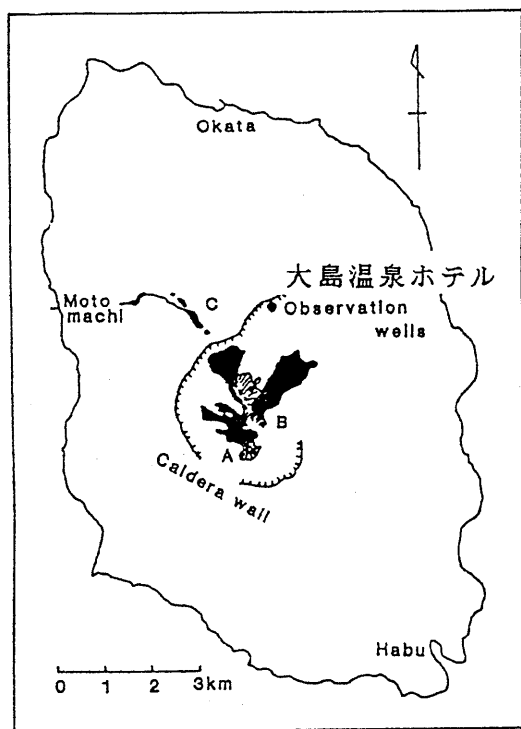 Okata
大島温泉ホテル
Observation
wells
Moto
machi
C
B
A
Caldera wall
Habu
0 1 2 3km